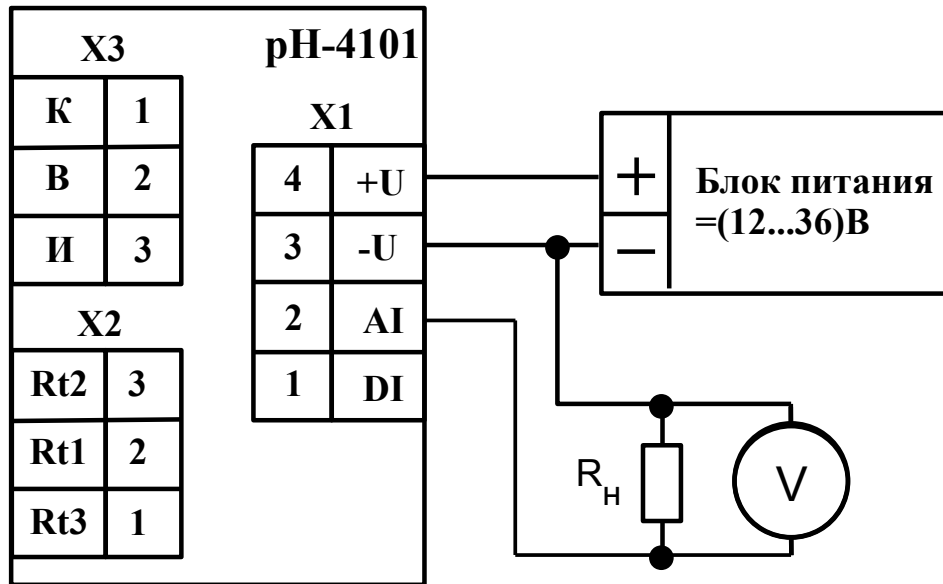 pH-4101
X3
К 1
В 2
И 3
X2
Rt2 3
Rt1 2
Rt3 1
X1
4 +U
3 -U
2 AI
1 DI
+
−
Блок питания
=(12...36)В
RН
V